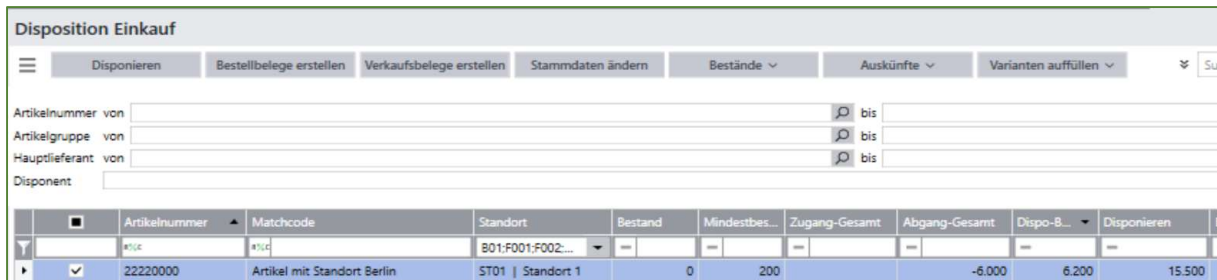 Disposition Einkauf
Disponieren Bestellbelege erstellen Verkaufsbelege erstellen Stammdaten ändern Bestände Auskünfte Varianten auffüllen Su
Artikelnummer von bis
Artikelgruppe von bis
Hauptlieferant von bis
Disponent
Artikelnummer Matchcode Standort Bestand Mindestbes... Zugang-Gesamt Abgang-Gesamt Dispo-B... Disponieren
B01;F001;F002;...
22220000 Artikel mit Standort Berlin ST01 | Standort 1 0 200 -6.000 6.200 15.500